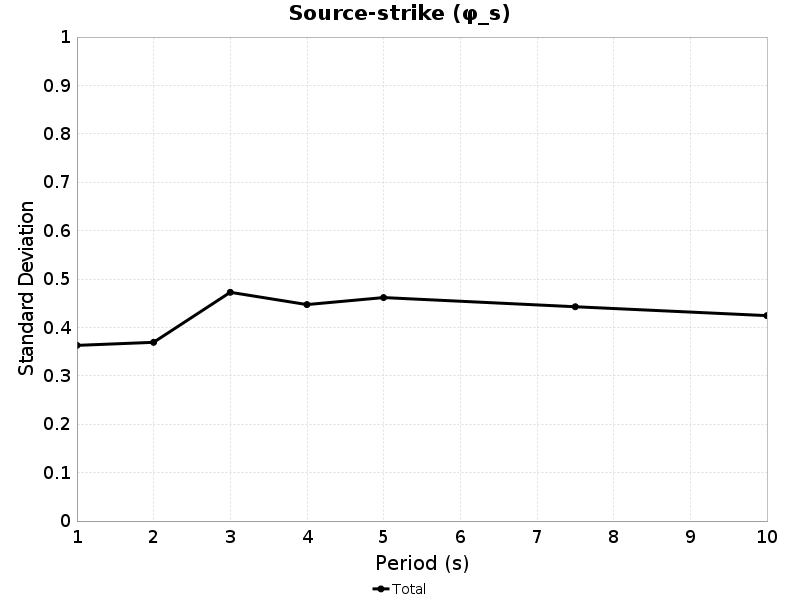 Source-strike (φ_s)
Standard Deviation
1
0.9
0.8
0.7
0.6
0.5
0.4
0.3
0.2
0.1
0
1 2 3 4 5 6 7 8 9 10
Period (s)
Total